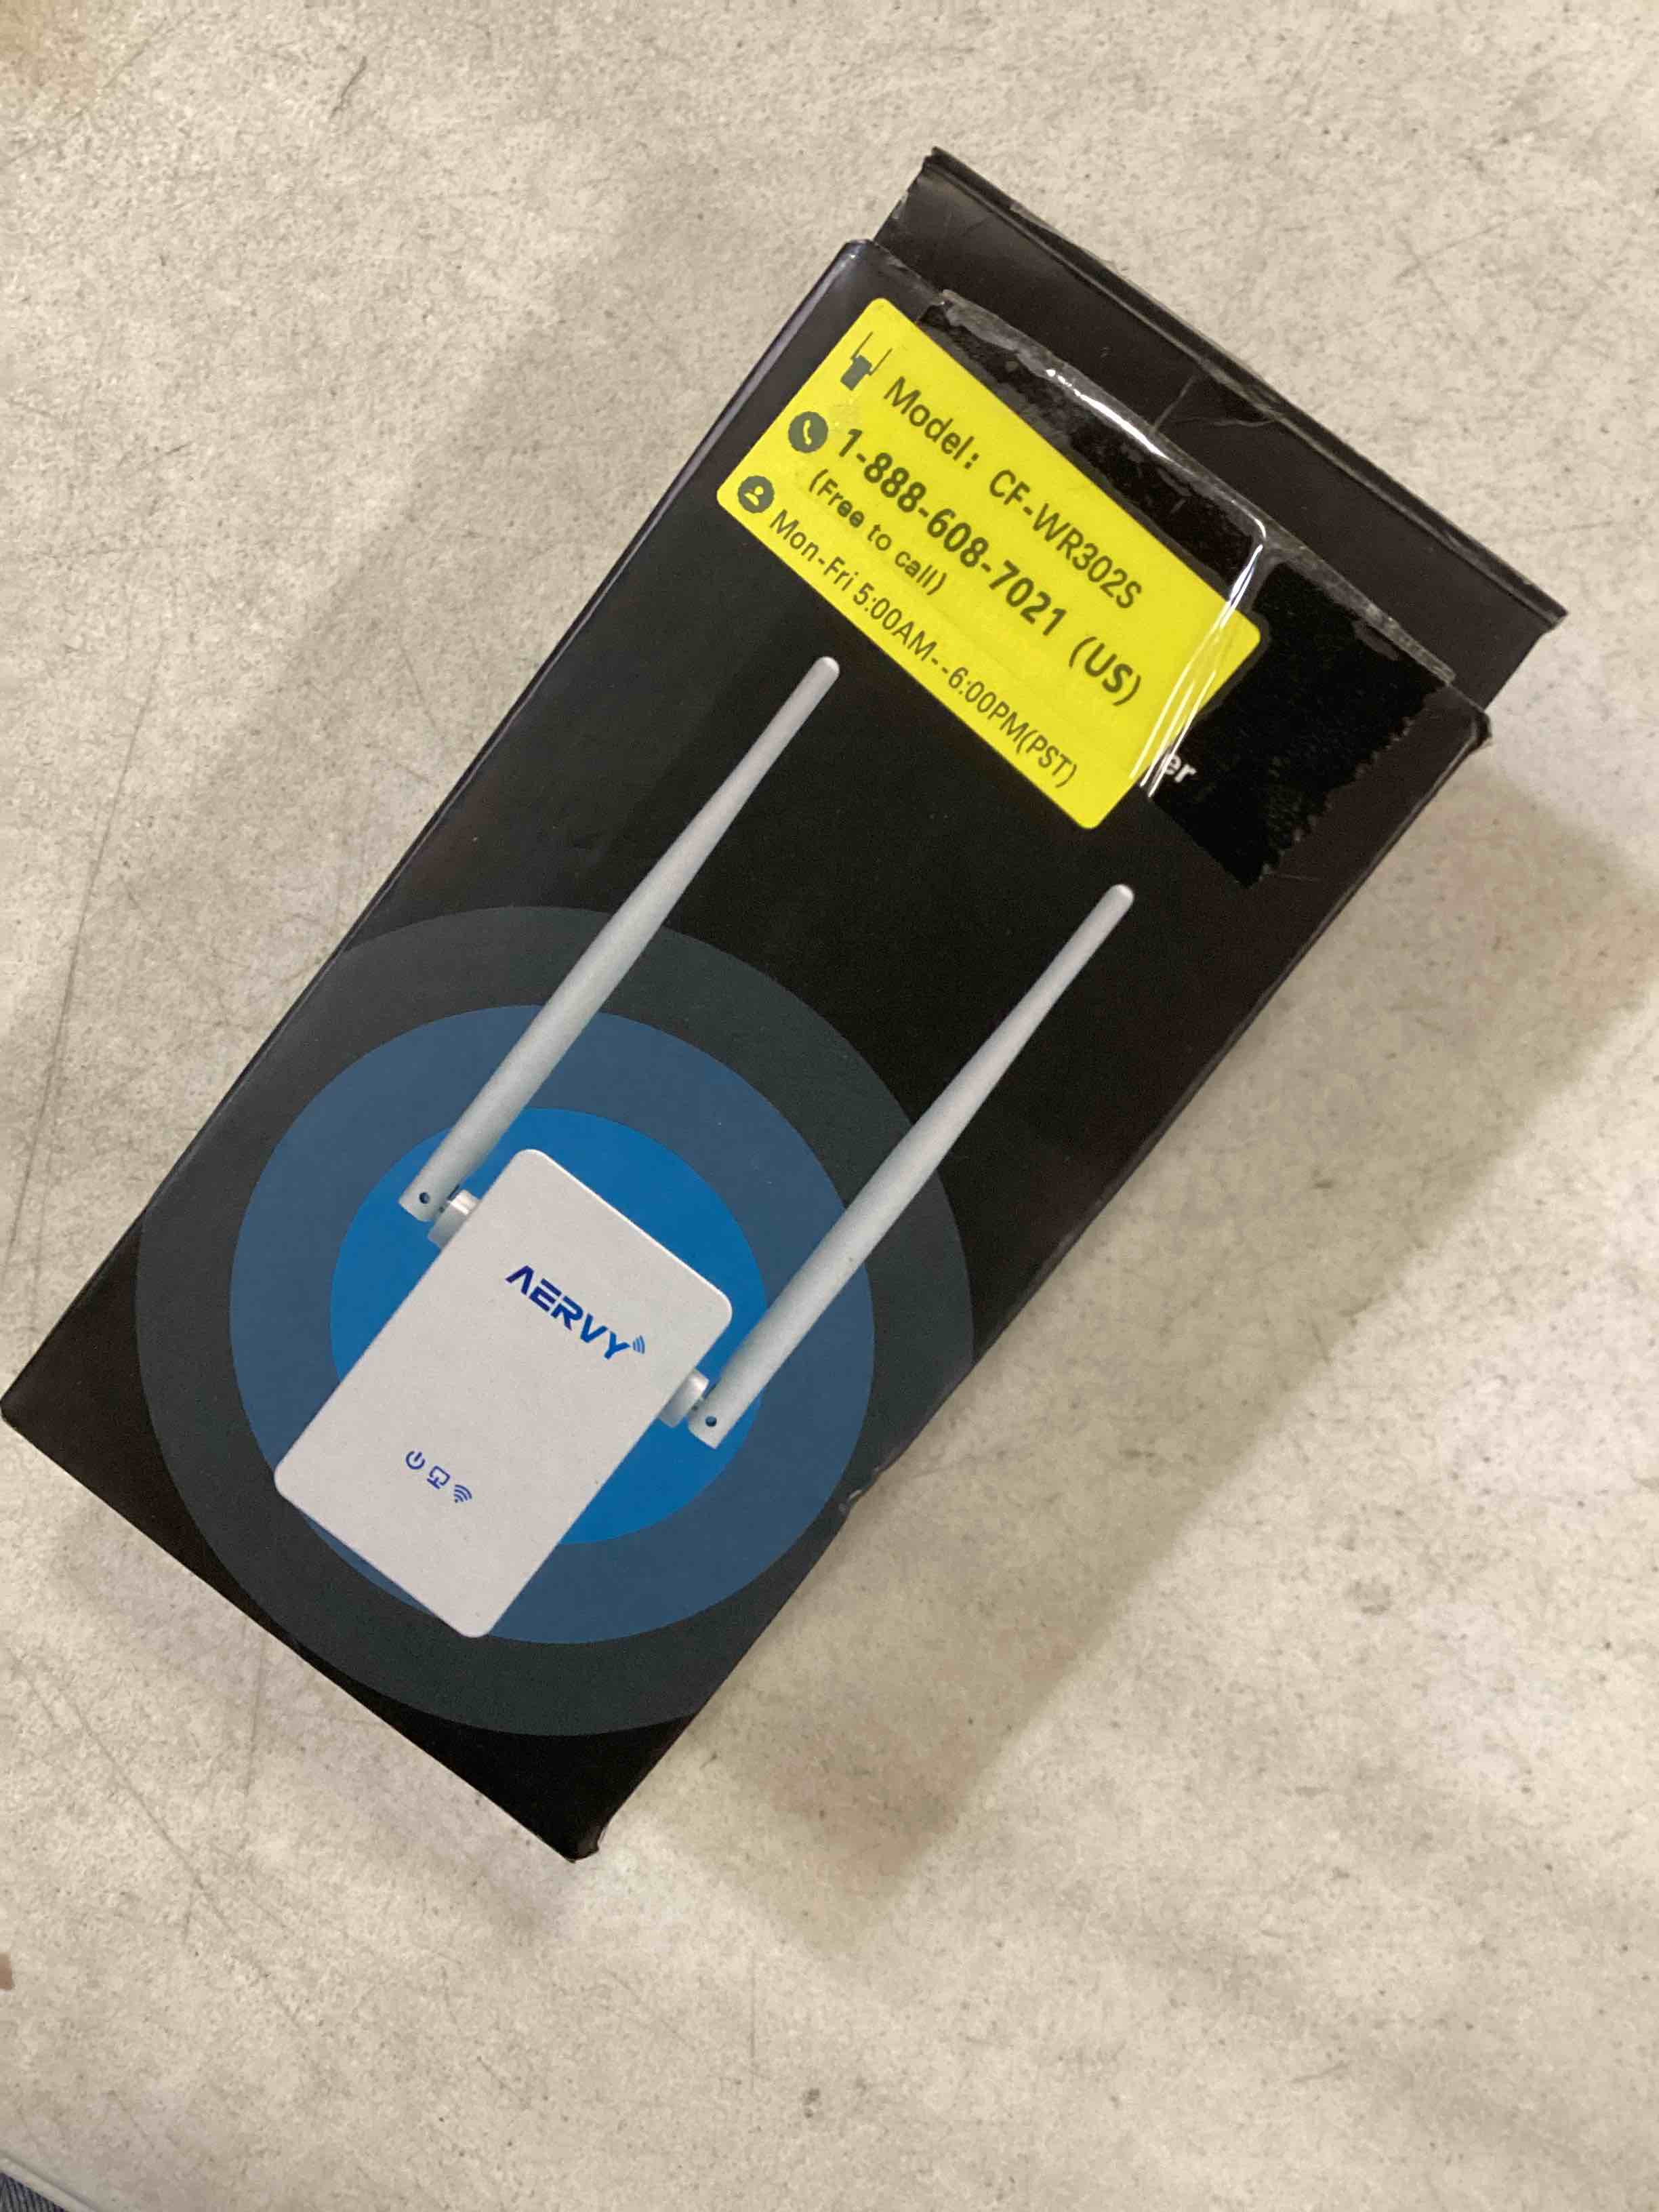 Model: CF-WR302S
1-888-608-7021 (US)
(Free to call)
Mon-Fri 5:00AM--6:00PM(PST)
er
AERVY